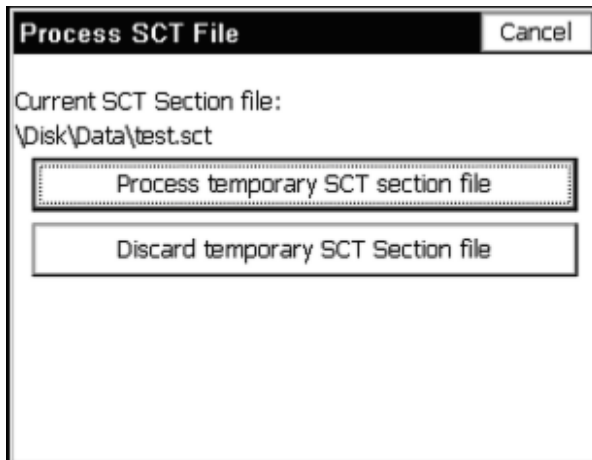 Process SCT File
Cancel
Current SCT Section file:
\Disk\Data\test.sct
Process temporary SCT section file
Discard temporary SCT Section file